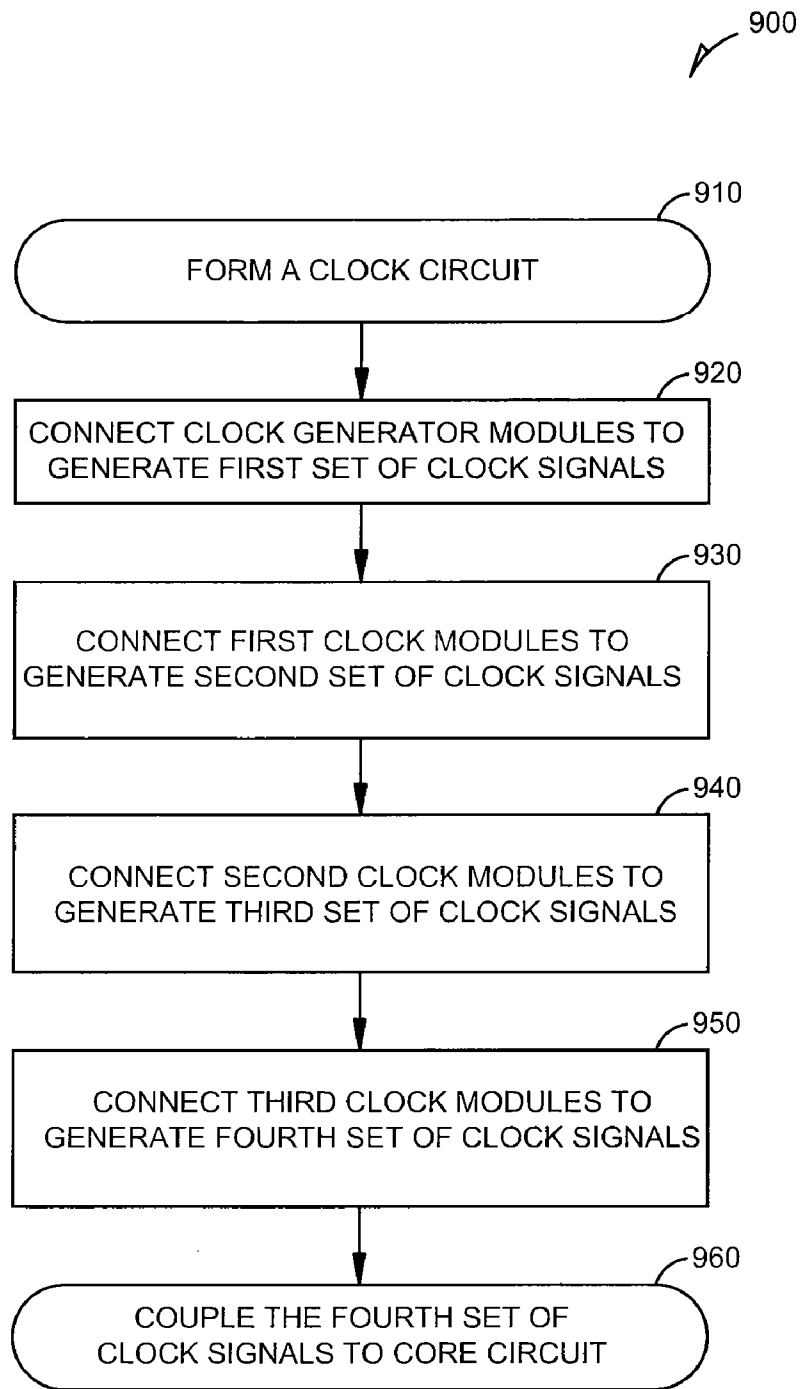 900
910
FORM A CLOCK CIRCUIT
920
CONNECT CLOCK GENERATOR MODULES TO
GENERATE FIRST SET OF CLOCK SIGNALS
930
CONNECT FIRST CLOCK MODULES TO
GENERATE SECOND SET OF CLOCK SIGNALS
940
CONNECT SECOND CLOCK MODULES TO
GENERATE THIRD SET OF CLOCK SIGNALS
950
CONNECT THIRD CLOCK MODULES TO
GENERATE FOURTH SET OF CLOCK SIGNALS
960
COUPLE THE FOURTH SET OF
CLOCK SIGNALS TO CORE CIRCUIT